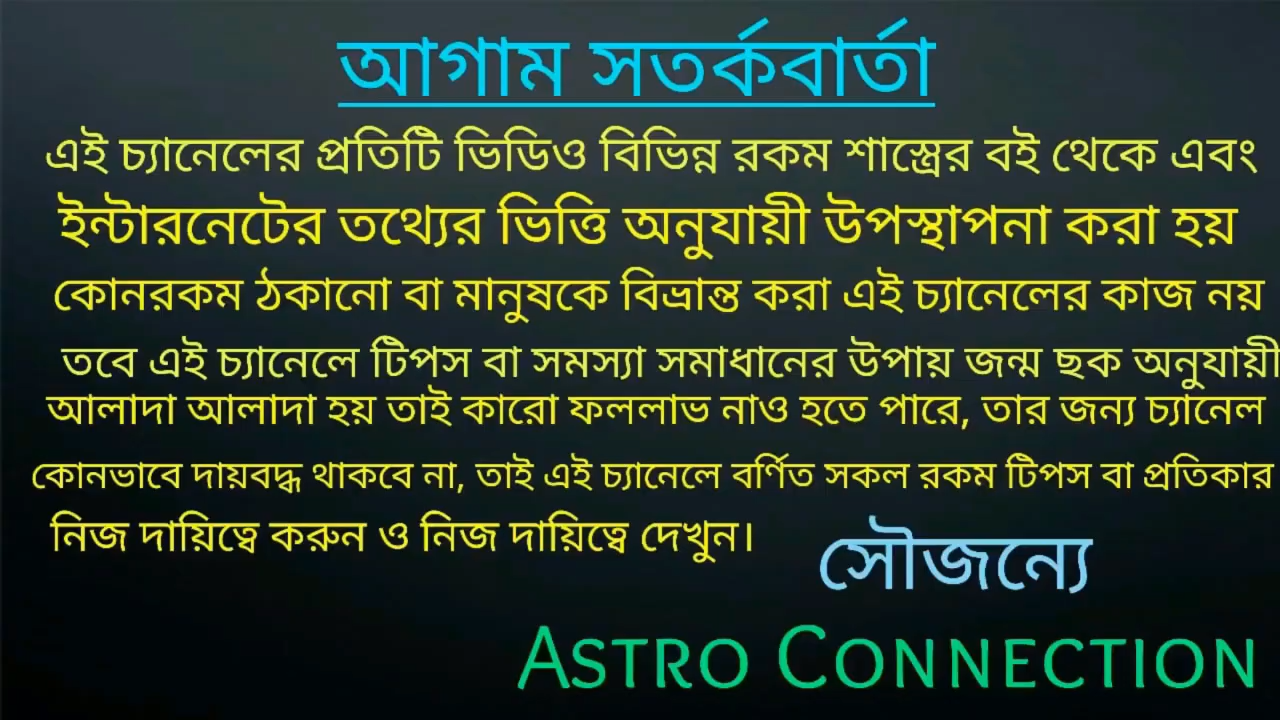 আগাম সতর্কবার্তা
এই চ্যানেলের প্রতিটি ভিডিও বিভিন্ন রকম শাস্ত্রের বই থেকে এবং
ইন্টারনেটের তথ্যের ভিত্তি অনুযায়ী উপস্থাপনা করা হয়
কোনরকম ঠকানো বা মানুষকে বিভ্রান্ত করা এই চ্যানেলের কাজ নয়
তবে এই চ্যানেলে টিপস বা সমস্যা সমাধানের উপায় জন্ম ছক অনুযায়ী
আলাদা আলাদা হয় তাই কারো ফললাভ নাও হতে পারে, তার জন্য চ্যানেল
কোনভাবে দায়বদ্ধ থাকবে না, তাই এই চ্যানেলে বর্ণিত সকল রকম টিপস বা প্রতিকার
নিজ দায়িত্বে করুন ও নিজ দায়িত্বে দেখুন।
সৌজন্যে
ASTRO CONNECTION